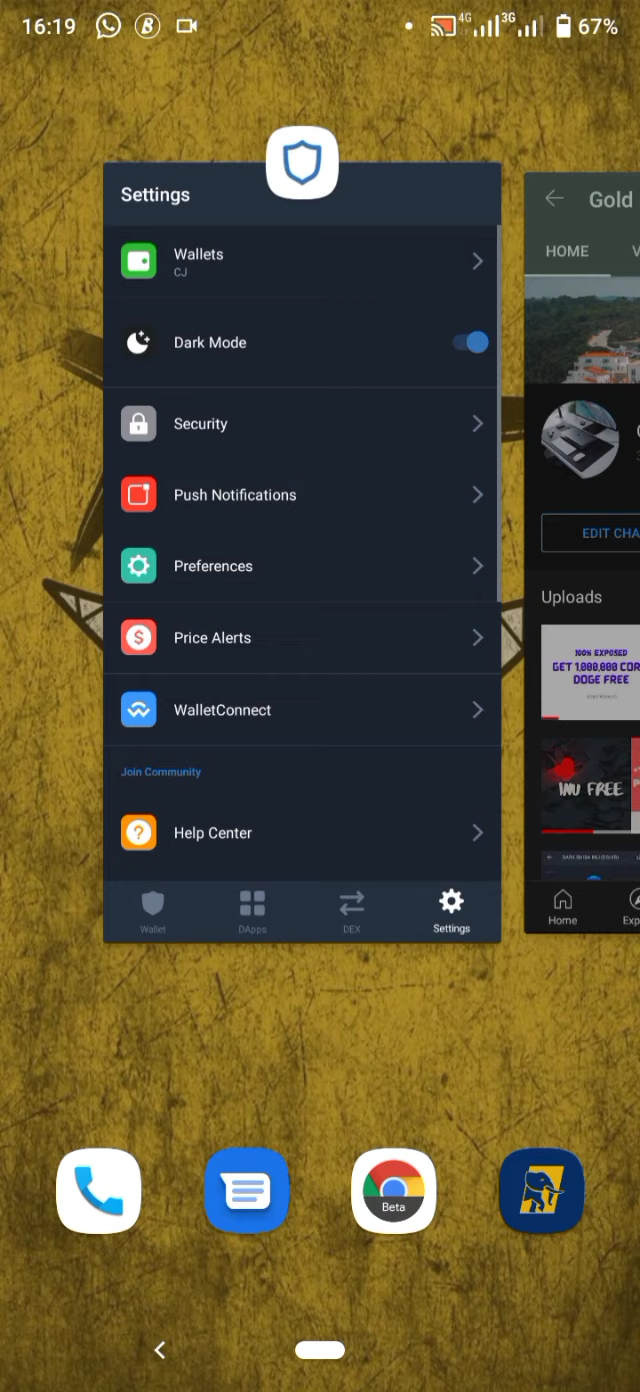 16:19
4G
3G
67%
Settings
Wallets
CJ
Dark Mode
Security
Push Notifications
Preferences
Price Alerts
WalletConnect
Join Community
Help Center
Wallet
DApps
DEX
Settings
Gold
HOME
V
EDIT CHA
Uploads
100% EXPOSED
GET 1,000,000 COR
DOGE FREE
INU FREE
Home
Exp
Beta